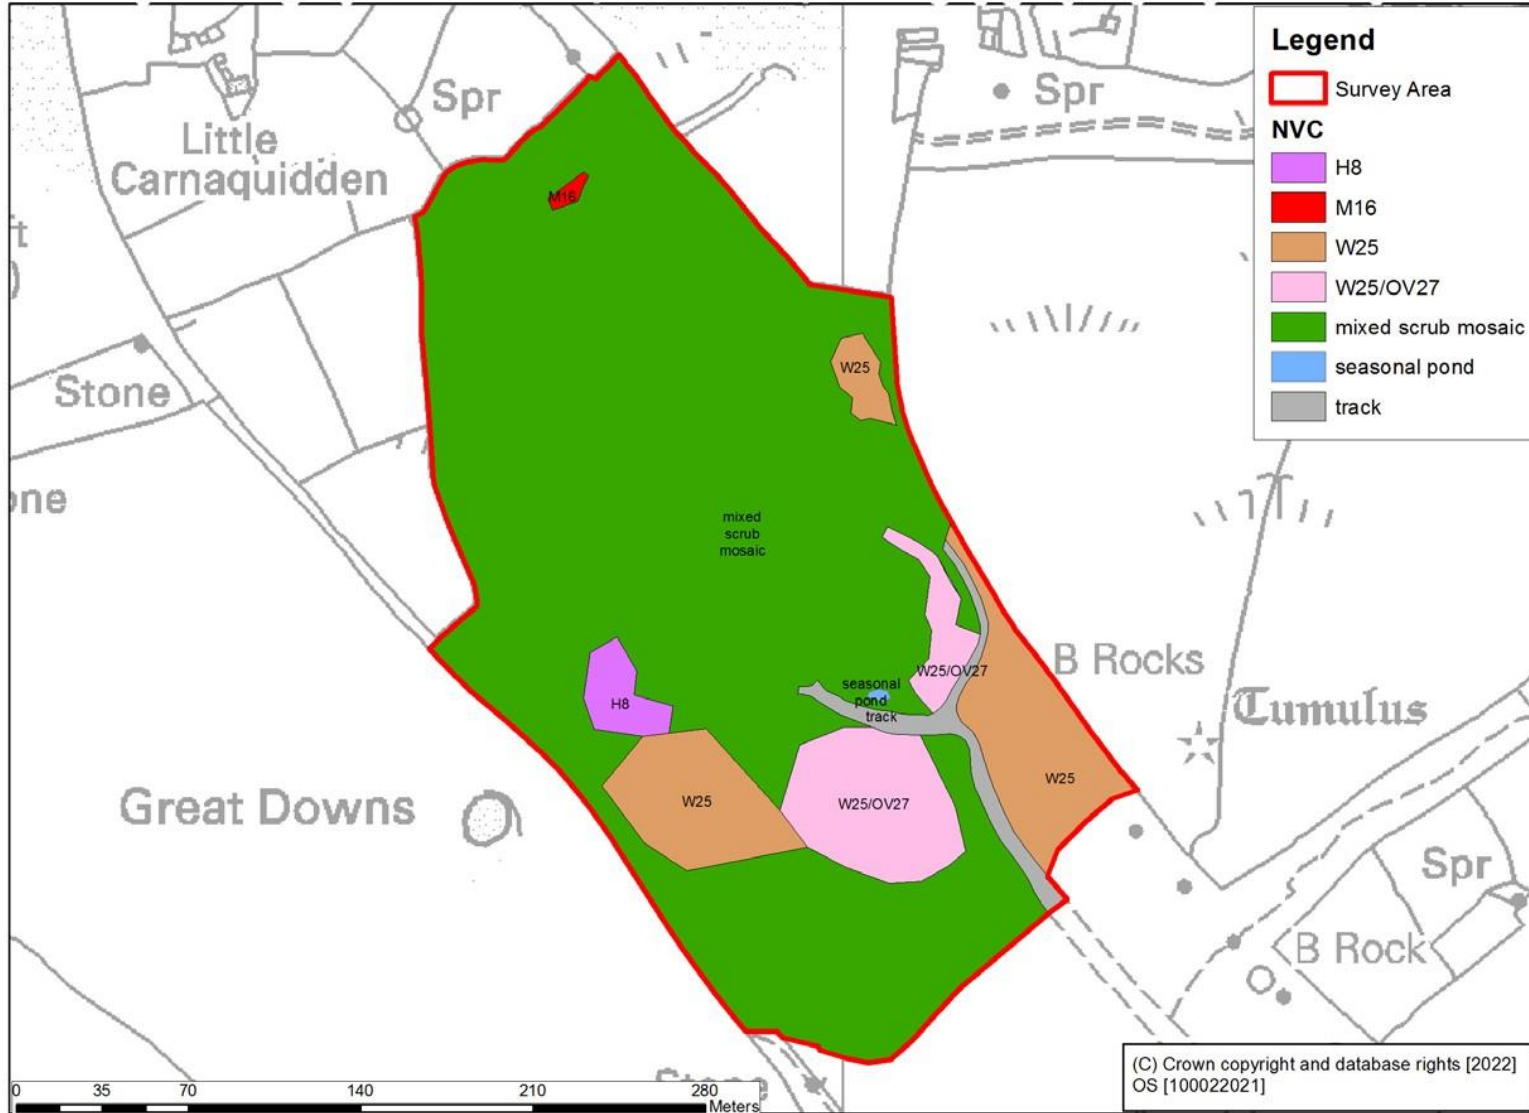 Spr
Little
Carnaquidden
Spr
M16
Stone
W25
mixed
scrub
mosaic
B Rocks
W25/OV27
seasonal
pond
track
H8
Tumulus
W25
W25/OV27
W25
Great Downs
Spr
B Rock
Legend
Survey Area
NVC
H8
M16
W25
W25/OV27
mixed scrub mosaic
seasonal pond
track
0 35 70 140 210 280
Meters
(C) Crown copyright and database rights [2022]
OS [100022021]